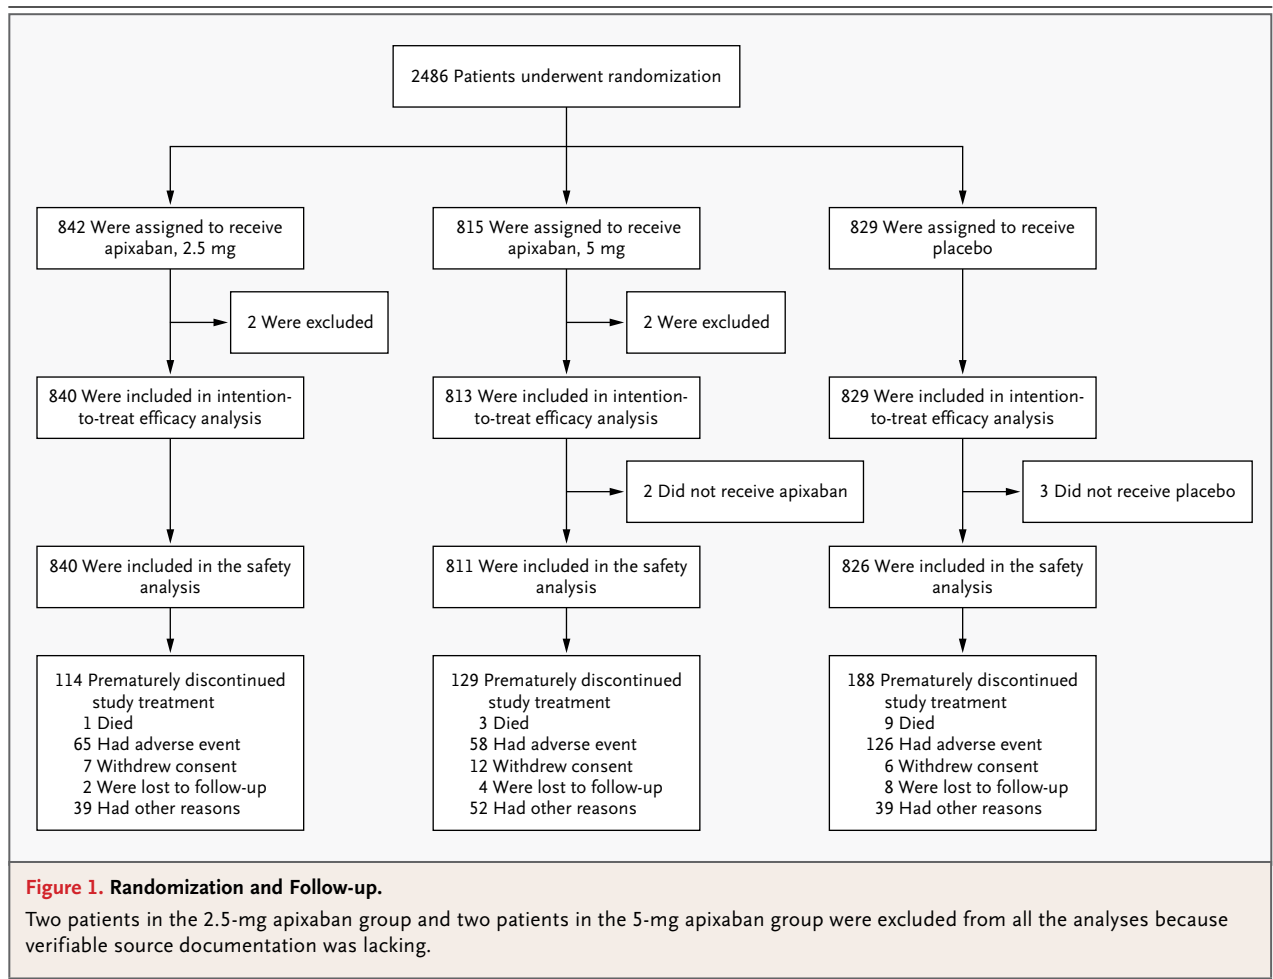 2486 Patients underwent randomization
842 Were assigned to receive
apixaban, 2.5 mg
815 Were assigned to receive
apixaban, 5 mg
829 Were assigned to receive
placebo
2 Were excluded
2 Were excluded
840 Were included in intention-
to-treat efficacy analysis
813 Were included in intention-
to-treat efficacy analysis
829 Were included in intention-
to-treat efficacy analysis
2 Did not receive apixaban
3 Did not receive placebo
840 Were included in the safety
analysis
811 Were included in the safety
analysis
826 Were included in the safety
analysis
114 Prematurely discontinued
study treatment
1 Died
65 Had adverse event
7 Withdrew consent
2 Were lost to follow-up
39 Had other reasons
129 Prematurely discontinued
study treatment
3 Died
58 Had adverse event
12 Withdrew consent
4 Were lost to follow-up
52 Had other reasons
188 Prematurely discontinued
study treatment
9 Died
126 Had adverse event
6 Withdrew consent
8 Were lost to follow-up
39 Had other reasons
Figure 1. Randomization and Follow-up.
Two patients in the 2.5-mg apixaban group and two patients in the 5-mg apixaban group were excluded from all the analyses because
verifiable source documentation was lacking.